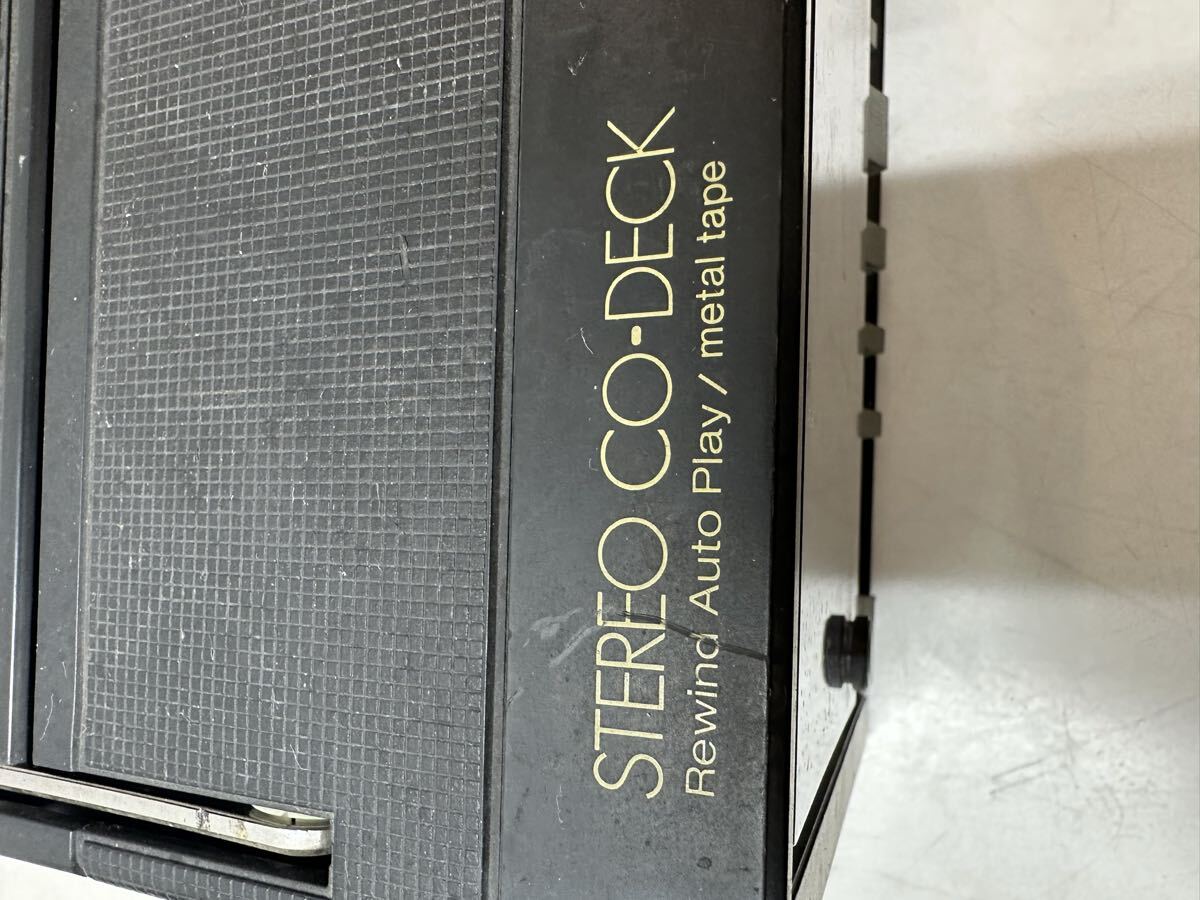 STEREO CO-DECK
Rewind Auto Play / metal tape